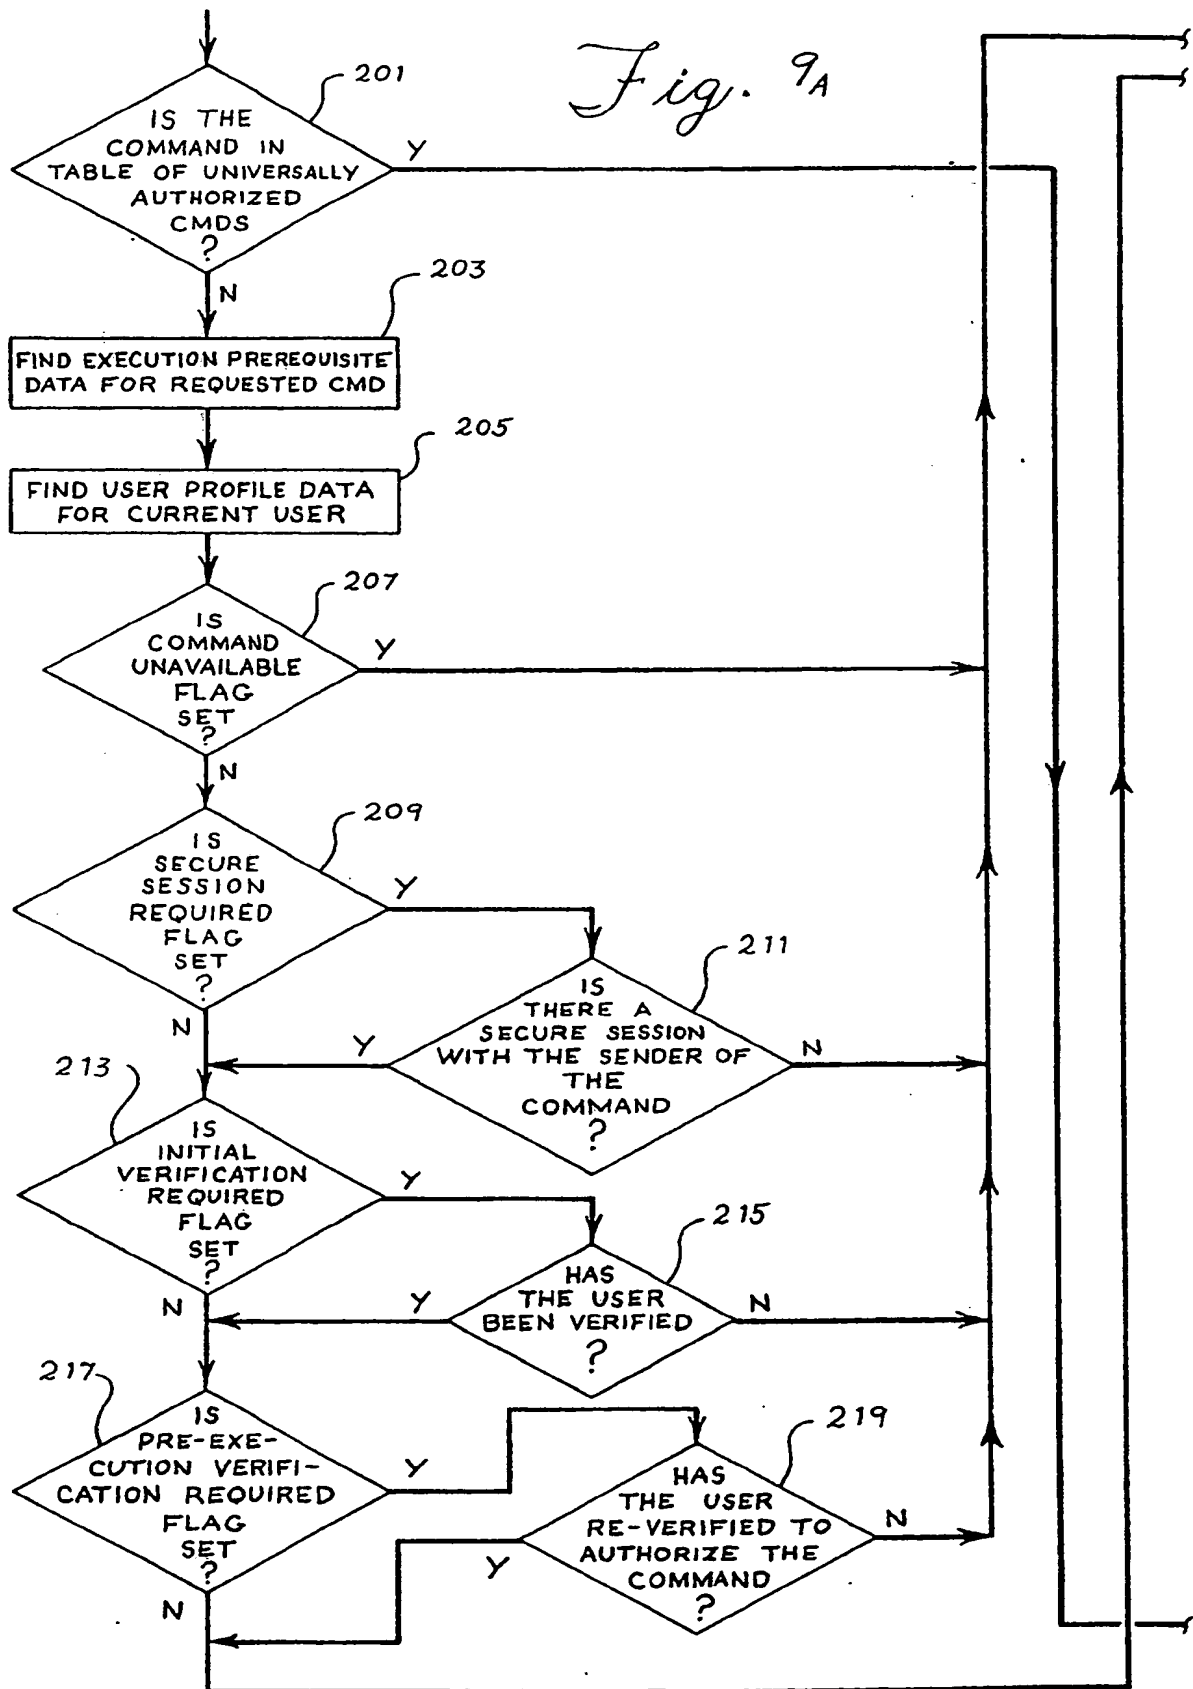 Fig. 9A
201
IS THE
COMMAND IN
TABLE OF UNIVERSALLY
AUTHORIZED
CMDS
?
Y
N
203
FIND EXECUTION PREREQUISITE
DATA FOR REQUESTED CMD
205
FIND USER PROFILE DATA
FOR CURRENT USER
207
IS
COMMAND
UNAVAILABLE
FLAG
SET
?
Y
N
209
IS
SECURE
SESSION
REQUIRED
FLAG
SET
?
Y
N
211
IS
THERE A
SECURE SESSION
WITH THE SENDER OF
THE
COMMAND
?
Y
N
213
IS
INITIAL
VERIFICATION
REQUIRED
FLAG
SET
?
Y
N
215
HAS
THE USER
BEEN VERIFIED
?
Y
N
217
IS
PRE-EXE-
CUTION VERIFI-
CATION REQUIRED
FLAG
SET
?
Y
N
219
HAS
THE USER
RE-VERIFIED TO
AUTHORIZE THE
COMMAND
?
Y
N